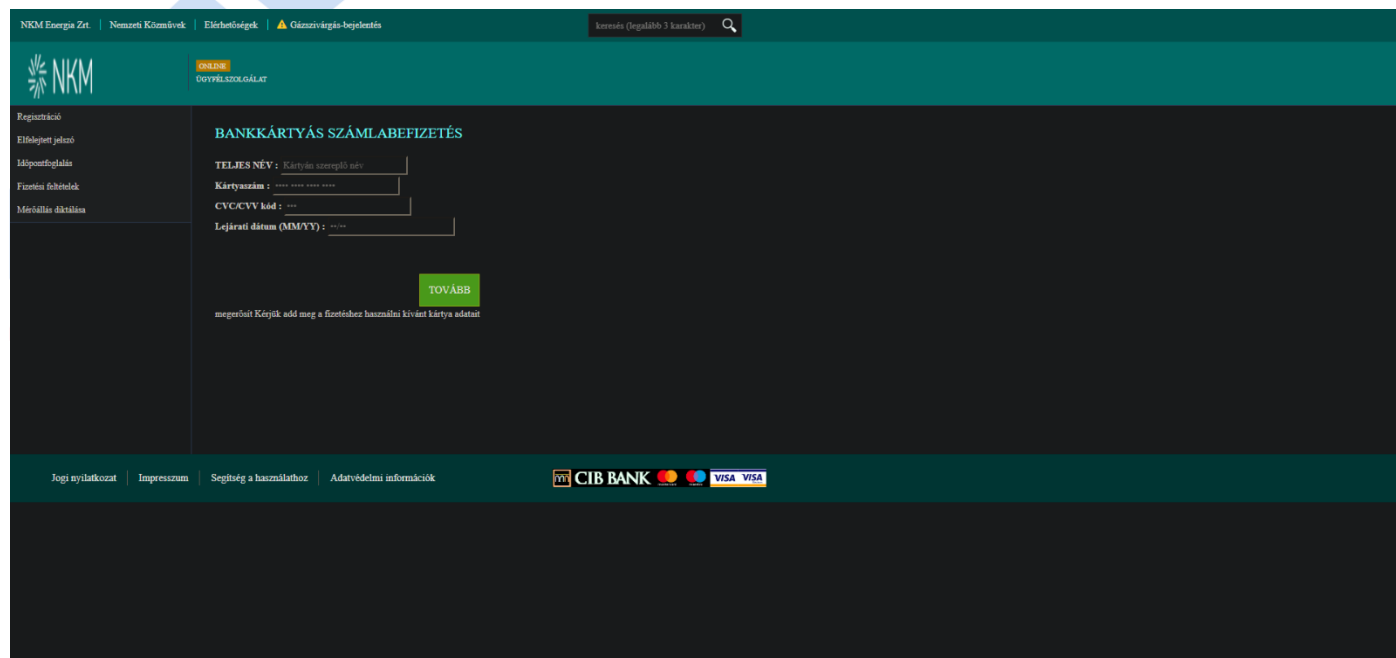 NKM Energia Zrt. | Nemzeti Közművek | Elérhetőségek | Gázszivárgás-bejelentés
keresés (legalább 3 karakter)
NKM
ONLINE
ÜGYFÉLSZOLGÁLAT
Regisztráció
Elfelejtett jelszó
Időpontfoglalás
Fizetési feltételek
Mérőállás diktálása
BANKKÁRTYÁS SZÁMLABEFIZETÉS
TELJES NÉV : Kártyán szereplő név
Kártyaszám : **** **** **** ****
CVC/CVV kód : ***
Lejárati dátum (MM/YY) : **/**
TOVÁBB
megerősít Kérjük add meg a fizetéshez használni kívánt kártya adatait
Jogi nyilatkozat | Impresszum | Segítség a használathoz | Adatvédelmi információk
CIB BANK VISA VISA